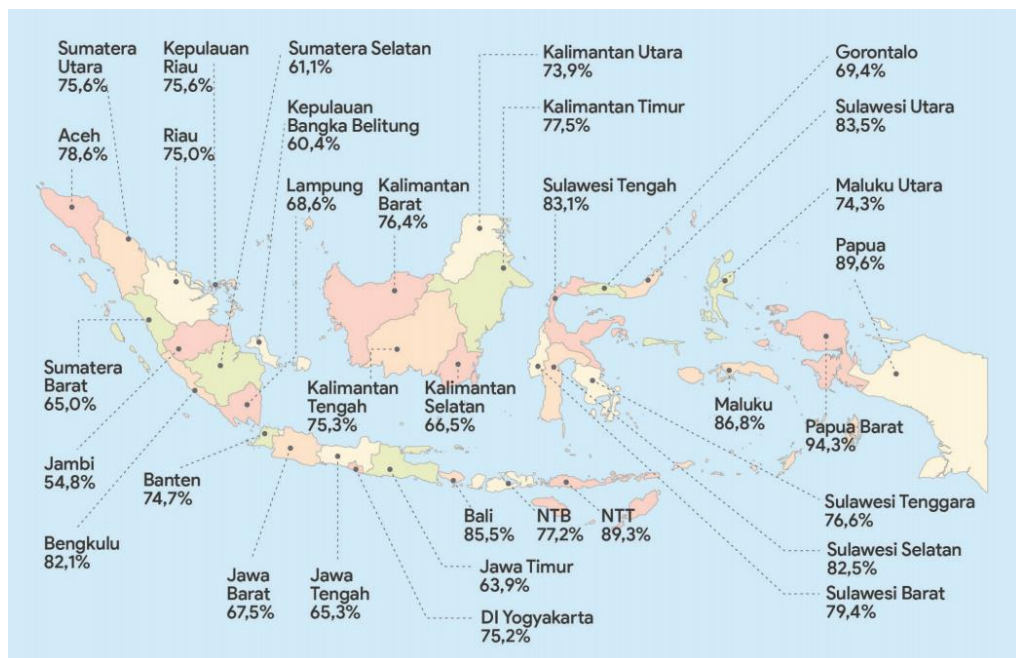 Sumatera
Utara
75,6%
Kepulauan
Riau
75,6%
Sumatera Selatan
61,1%
Kepulauan
Bangka Belitung
60,4%
Kalimantan Utara
73,9%
Kalimantan Timur
77,5%
Gorontalo
69,4%
Sulawesi Utara
83,5%
Aceh
78,6%
Riau
75,0%
Lampung
68,6%
Kalimantan
Barat
76,4%
Sulawesi Tengah
83,1%
Maluku Utara
74,3%
Papua
89,6%
Sumatera
Barat
65,0%
Kalimantan
Tengah
75,3%
Kalimantan
Selatan
66,5%
Maluku
86,8%
Papua Barat
94,3%
Jambi
54,8%
Banten
74,7%
Bengkulu
82,1%
Bali
85,5%
NTB
77,2%
NTT
89,3%
Sulawesi Tenggara
76,6%
Sulawesi Selatan
82,5%
Sulawesi Barat
79,4%
Jawa
Barat
67,5%
Jawa
Tengah
65,3%
Jawa Timur
63,9%
DI Yogyakarta
75,2%